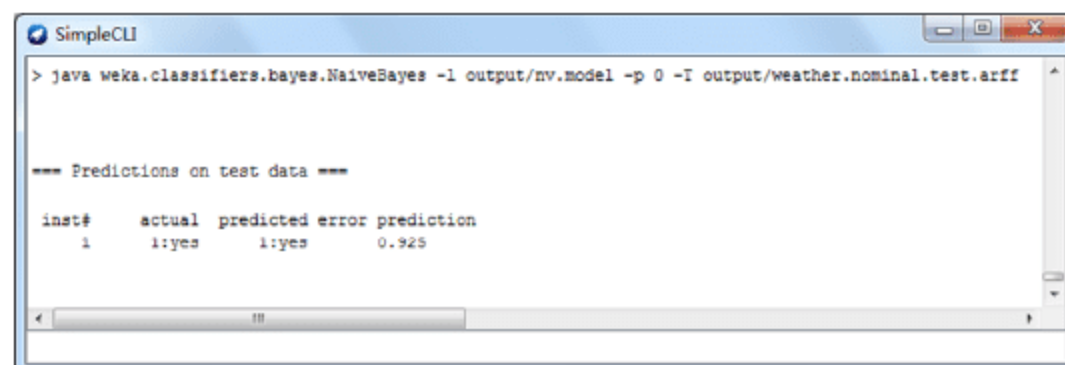 SimpleCLI
> java weka.classifiers.bayes.NaiveBayes -l output/nv.model -p 0 -T output/weather.nominal.test.arff
=== Predictions on test data ===
inst# actual predicted error prediction
1 1:yes 1:yes 0.925